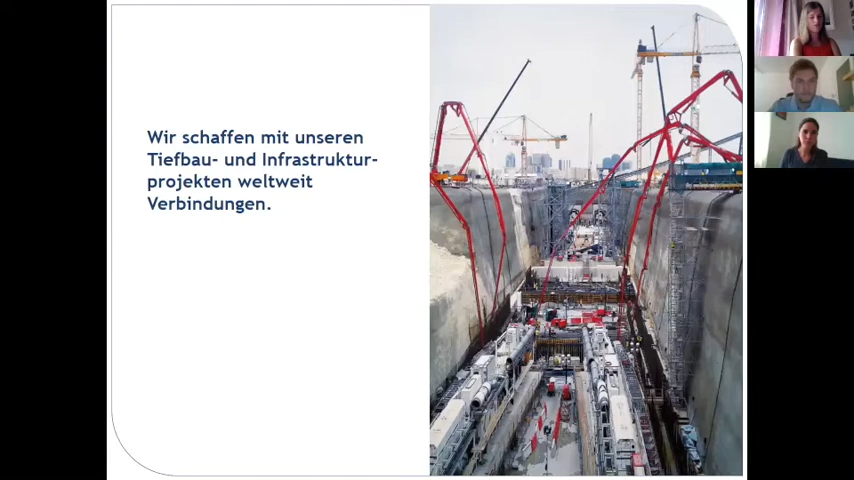 Wir schaffen mit unseren
Tiefbau- und Infrastruktur-
projekten weltweit
Verbindungen.